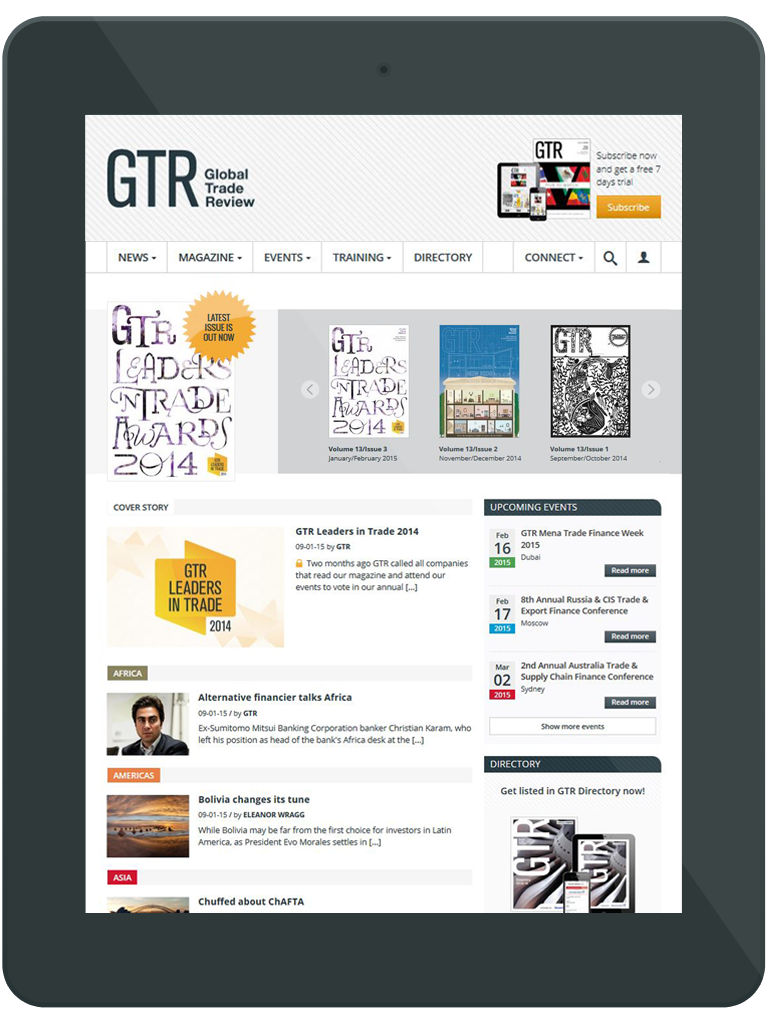 GTR Global
Trade
Review
GTR
Subscribe now
and get a free 7
days trial
Subscribe
NEWS
MAGAZINE
EVENTS
TRAINING
DIRECTORY
CONNECT
GTR
LEADERS
IN TRADE
AWARDS
2014
LATEST
ISSUE IS
OUT NOW
GTR
LEADERS
IN TRADE
AWARDS
2014
Volume 13/Issue 3
January/February 2015
GTR
Volume 13/Issue 2
November/December 2014
GTR
Volume 13/Issue 1
September/October 2014
COVER STORY
GTR
LEADERS
IN TRADE
2014
GTR Leaders in Trade 2014
09-01-15 by GTR
Two months ago GTR called all companies
that read our magazine and attend our
events to vote in our annual [...]
AFRICA
Alternative financier talks Africa
09-01-15 / by GTR
Ex-Sumitomo Mitsui Banking Corporation banker Christian Karam, who
left his position as head of the bank's Africa desk at the [...]
AMERICAS
Bolivia changes its tune
09-01-15 / by ELEANOR WRAGG
While Bolivia may be far from the first choice for investors in Latin
America, as President Evo Morales settles in [...]
ASIA
Chuffed about ChAFTA
UPCOMING EVENTS
Feb
16
2015
GTR Mena Trade Finance Week
2015
Dubai
Read more
Feb
17
2015
8th Annual Russia & CIS Trade &
Export Finance Conference
Moscow
Read more
Mar
02
2015
2nd Annual Australia Trade &
Supply Chain Finance Conference
Sydney
Read more
Show more events
DIRECTORY
Get listed in GTR Directory now!
GTR
GTR